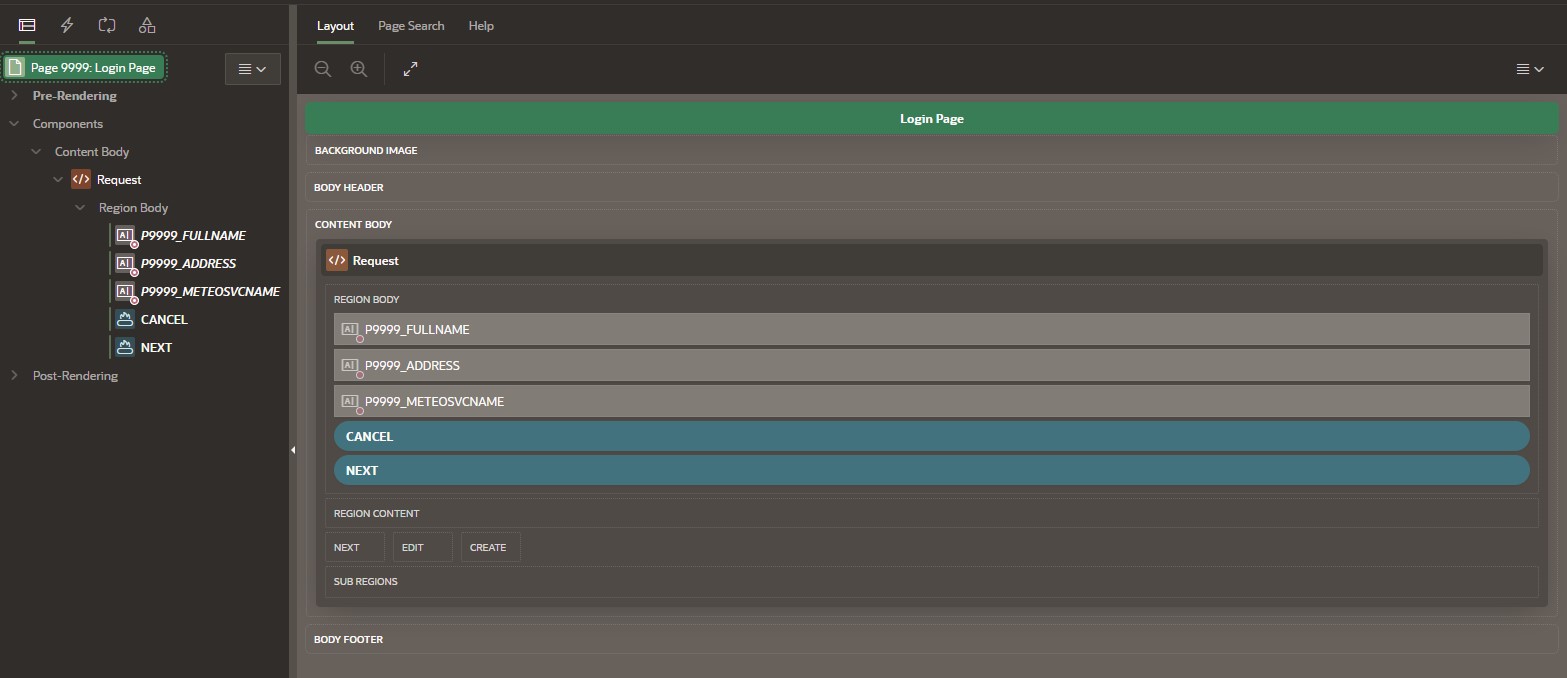 Page 9999: Login Page
Pre-Rendering
Components
Content Body
Request
Region Body
P9999_FULLNAME
P9999_ADDRESS
P9999_METEOSVCNAME
CANCEL
NEXT
Post-Rendering
Layout Page Search Help
Login Page
BACKGROUND IMAGE
BODY HEADER
CONTENT BODY
Request
REGION BODY
P9999_FULLNAME
P9999_ADDRESS
P9999_METEOSVCNAME
CANCEL
NEXT
REGION CONTENT
NEXT EDIT CREATE
SUB REGIONS
BODY FOOTER